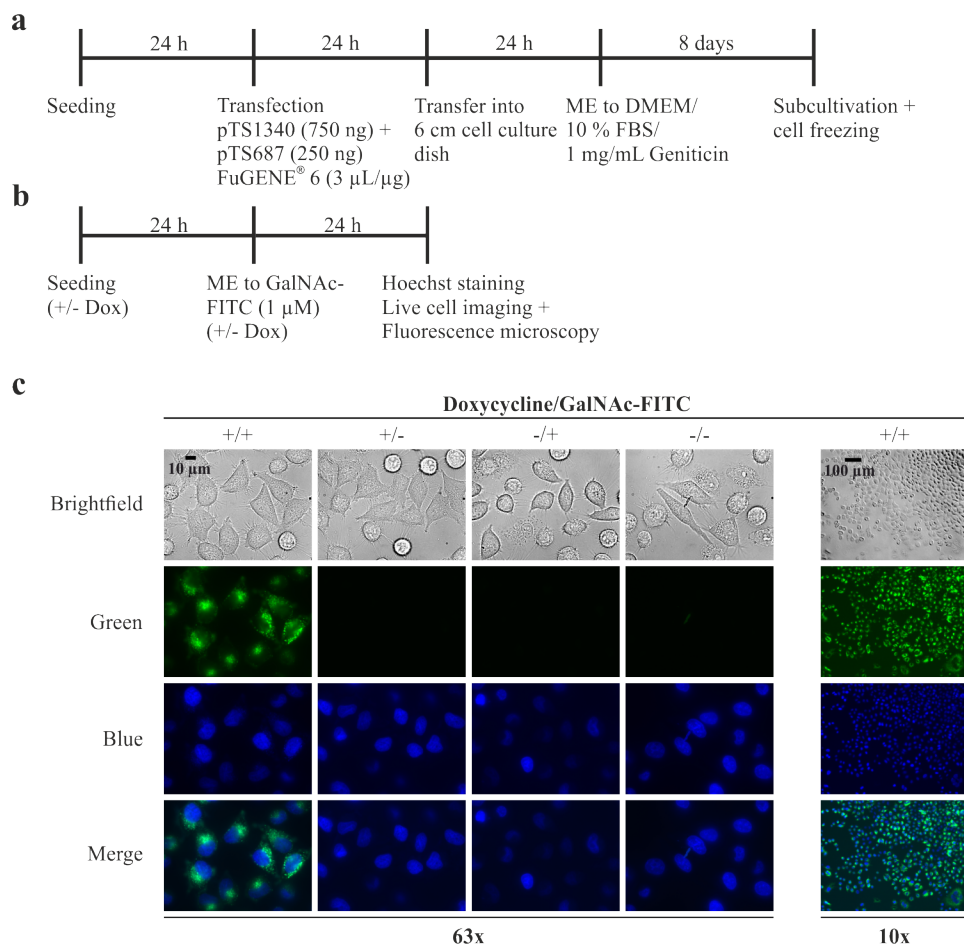 a
24 h 24 h 24 h 8 days
Seeding
Transfection
pTS1340 (750 ng) +
pTS687 (250 ng)
FuGENE® 6 (3 µL/µg)
Transfer into
6 cm cell culture
dish
ME to DMEM/
10 % FBS/
1 mg/mL Geniticin
Subcultivation +
cell freezing
b
24 h 24 h
Seeding
(+/- Dox)
ME to GalNAc-
FITC (1 µM)
(+/- Dox)
Hoechst staining
Live cell imaging +
Fluorescence microscopy
c
Doxycycline/GalNAc-FITC
+/+ +/- -/+ -/- +/+
10 µm 100 µm
Brightfield
Green
Blue
Merge
63x 10x